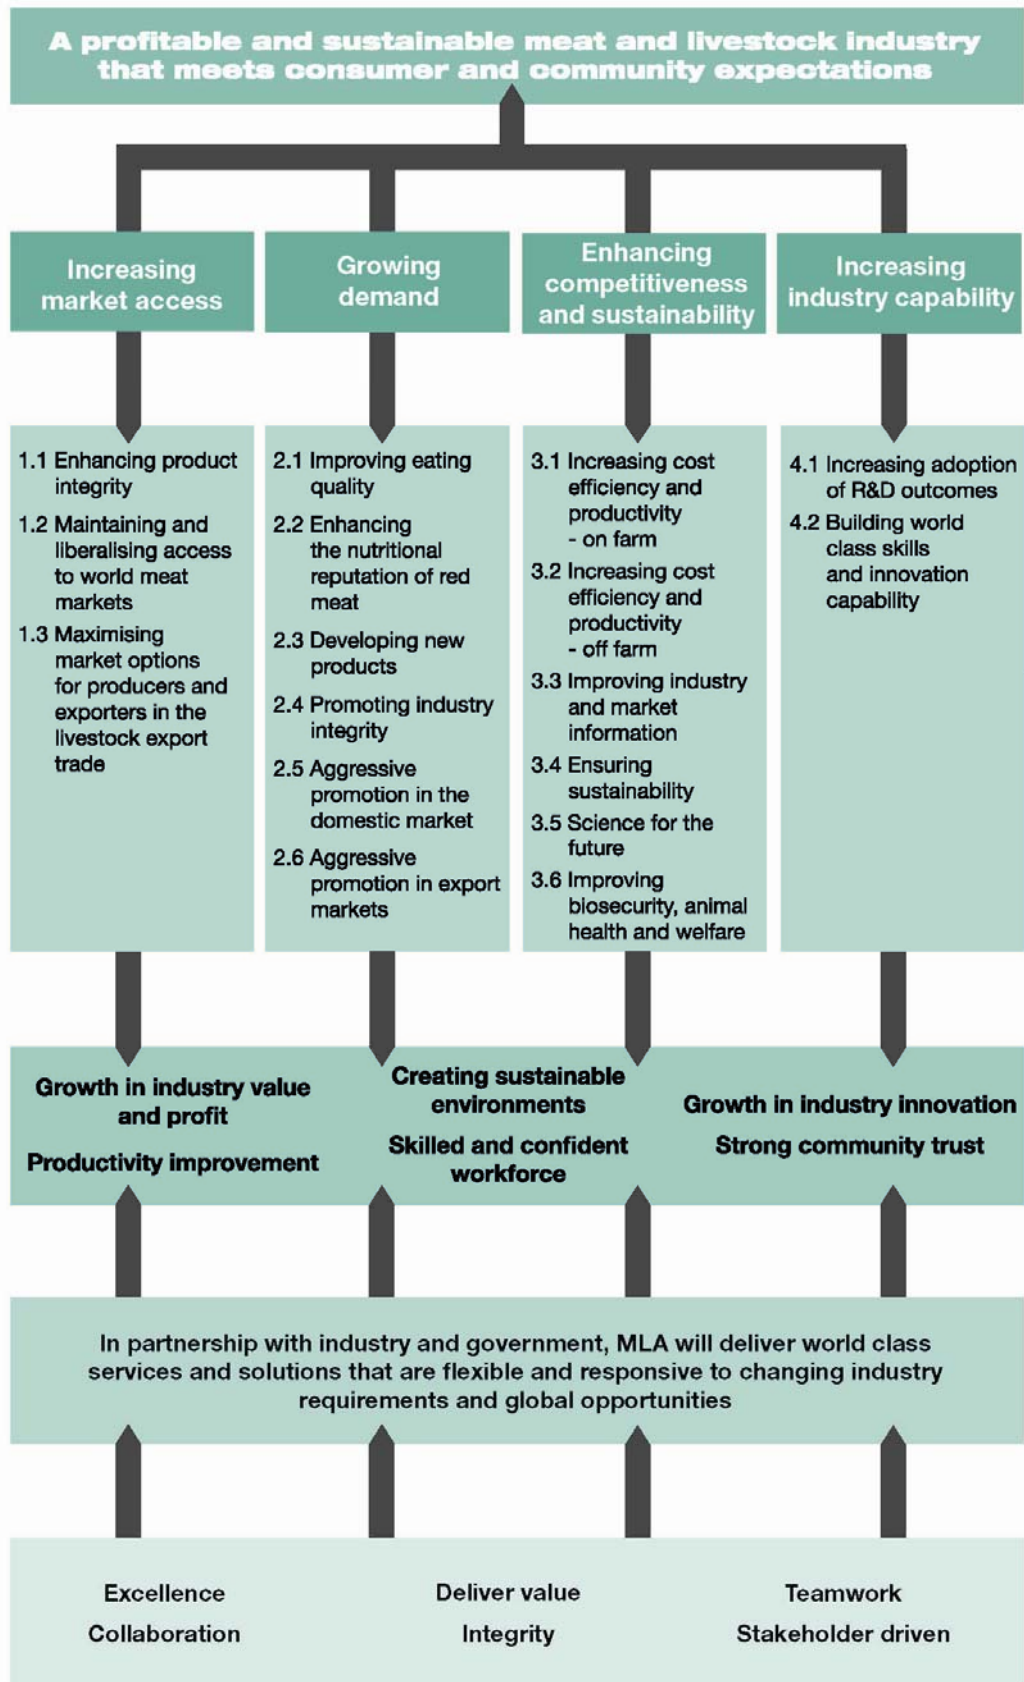 A profitable and sustainable meat and livestock industry
that meets consumer and community expectations
Increasing
market access
Growing
demand
Enhancing
competitiveness
and sustainability
Increasing
industry capability
1.1 Enhancing product
integrity
1.2 Maintaining and
liberalising access
to world meat
markets
1.3 Maximising
market options
for producers and
exporters in the
livestock export
trade
2.1 Improving eating
quality
2.2 Enhancing
the nutritional
reputation of red
meat
2.3 Developing new
products
2.4 Promoting industry
integrity
2.5 Aggressive
promotion in the
domestic market
2.6 Aggressive
promotion in export
markets
3.1 Increasing cost
efficiency and
productivity
- on farm
3.2 Increasing cost
efficiency and
productivity
- off farm
3.3 Improving industry
and market
information
3.4 Ensuring
sustainability
3.5 Science for the
future
3.6 Improving
biosecurity, animal
health and welfare
4.1 Increasing adoption
of R&D outcomes
4.2 Building world
class skills
and innovation
capability
Growth in industry value
and profit
Productivity improvement
Creating sustainable
environments
Skilled and confident
workforce
Growth in industry innovation
Strong community trust
In partnership with industry and government, MLA will deliver world class
services and solutions that are flexible and responsive to changing industry
requirements and global opportunities
Excellence
Collaboration
Deliver value
Integrity
Teamwork
Stakeholder driven